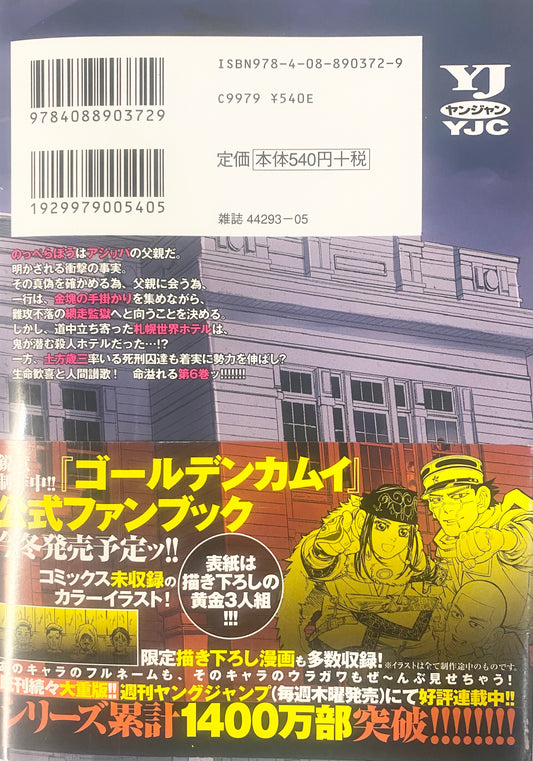 ISBN978-4-08-890372-9
C9979 ¥540E
9784088903729
定価 本体540円+税
1929979005405
雑誌 44293-05
YJ
ヤンジャン
YJC
のっぺらぼうはアシㇼパの父親だ。
明かされる衝撃の事実。
その真偽を確かめる為、父親に会う為、
一行は、金塊の手掛かりを集めながら、
難攻不落の網走監獄へと向うことを決める。
しかし、道中立ち寄った札幌世界ホテルは、
鬼が潜む殺人ホテルだった…!?
一方、土方歳三率いる死刑囚達も着実に勢力を伸ばし?
生命歓喜と人間讃歌! 命溢れる第6巻ッ!!!!!!!
中!!
『ゴールデンカムイ』
公式ファンブック
今冬発売予定ッ!!
コミックス未収録の
カラーイラスト!
表紙は
描き下ろしの
黄金3人組
!!!
限定描き下ろし漫画も多数収録!
※イラストは全て制作途中のものです。
あのキャラのフルネームも、そのキャラのウラガワもぜ〜んぶ見せちゃう!
既刊続々大重版!! 週刊ヤングジャンプ(毎週木曜発売)にて好評連載中!!
シリーズ累計1400万部突破!!!!!!!!